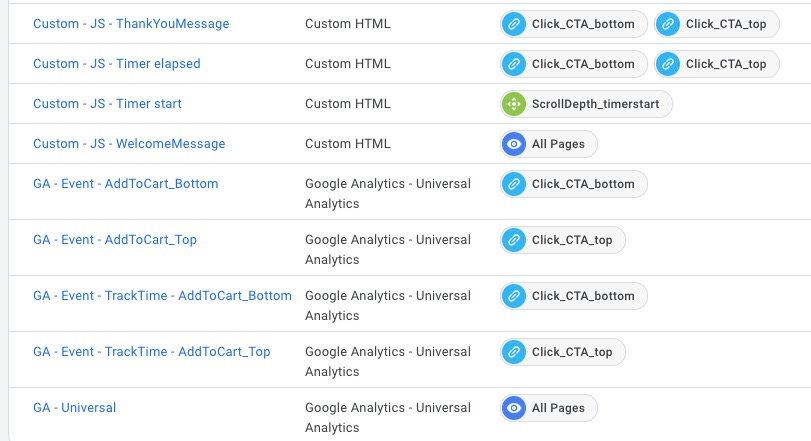 Custom - JS - ThankYouMessage Custom HTML Click_CTA_bottom Click_CTA_top
Custom - JS - Timer elapsed Custom HTML Click_CTA_bottom Click_CTA_top
Custom - JS - Timer start Custom HTML ScrollDepth_timerstart
Custom - JS - WelcomeMessage Custom HTML All Pages
GA - Event - AddToCart_Bottom Google Analytics - Universal Click_CTA_bottom
Analytics
GA - Event - AddToCart_Top Google Analytics - Universal Click_CTA_top
Analytics
GA - Event - TrackTime - AddToCart_Bottom Google Analytics - Universal Click_CTA_bottom
Analytics
GA - Event - TrackTime - AddToCart_Top Google Analytics - Universal Click_CTA_top
Analytics
GA - Universal Google Analytics - Universal All Pages
Analytics